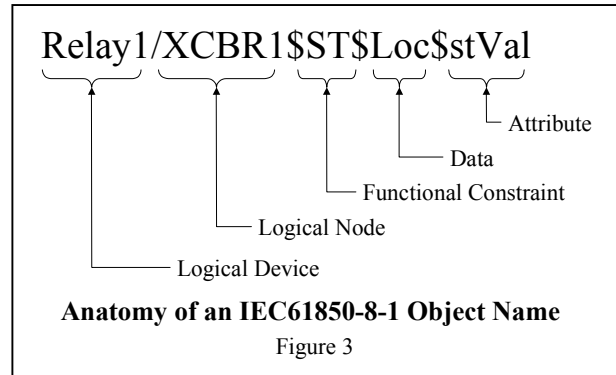 Relay1/XCBR1$ST$Loc$stVal
Attribute
Data
Functional Constraint
Logical Node
Logical Device
Anatomy of an IEC61850-8-1 Object Name
Figure 3